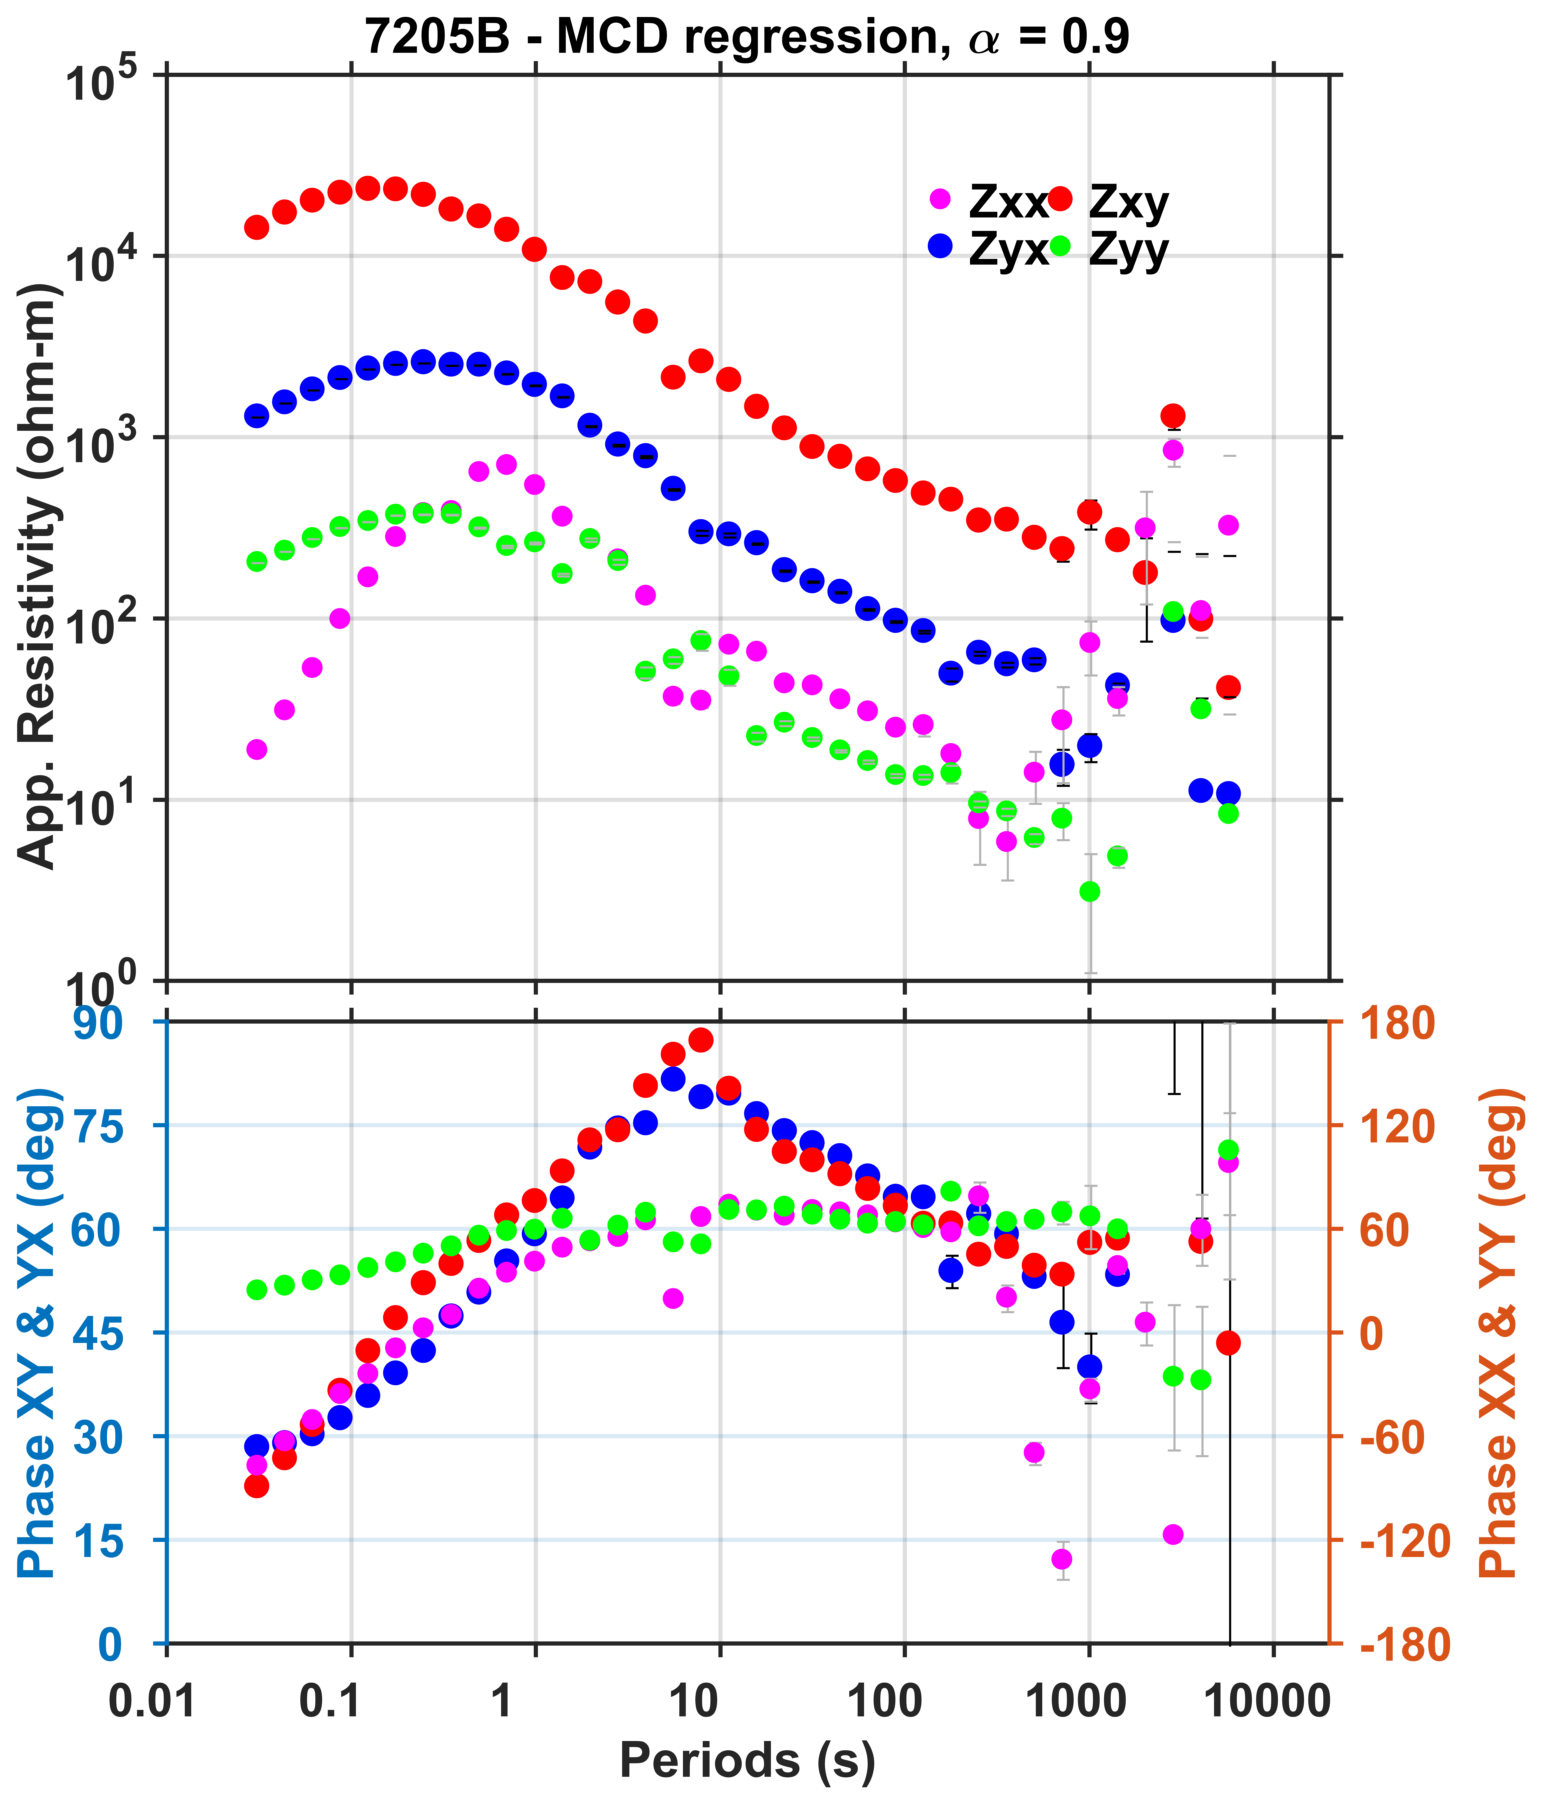 7205B - MCD regression, α = 0.9
10^5
10^4
10^3
10^2
10^1
10^0
App. Resistivity (ohm-m)
Zxx Zxy
Zyx Zyy
90
75
60
45
30
15
0
Phase XY & YX (deg)
180
120
60
0
-60
-120
-180
Phase XX & YY (deg)
0.01 0.1 1 10 100 1000 10000
Periods (s)